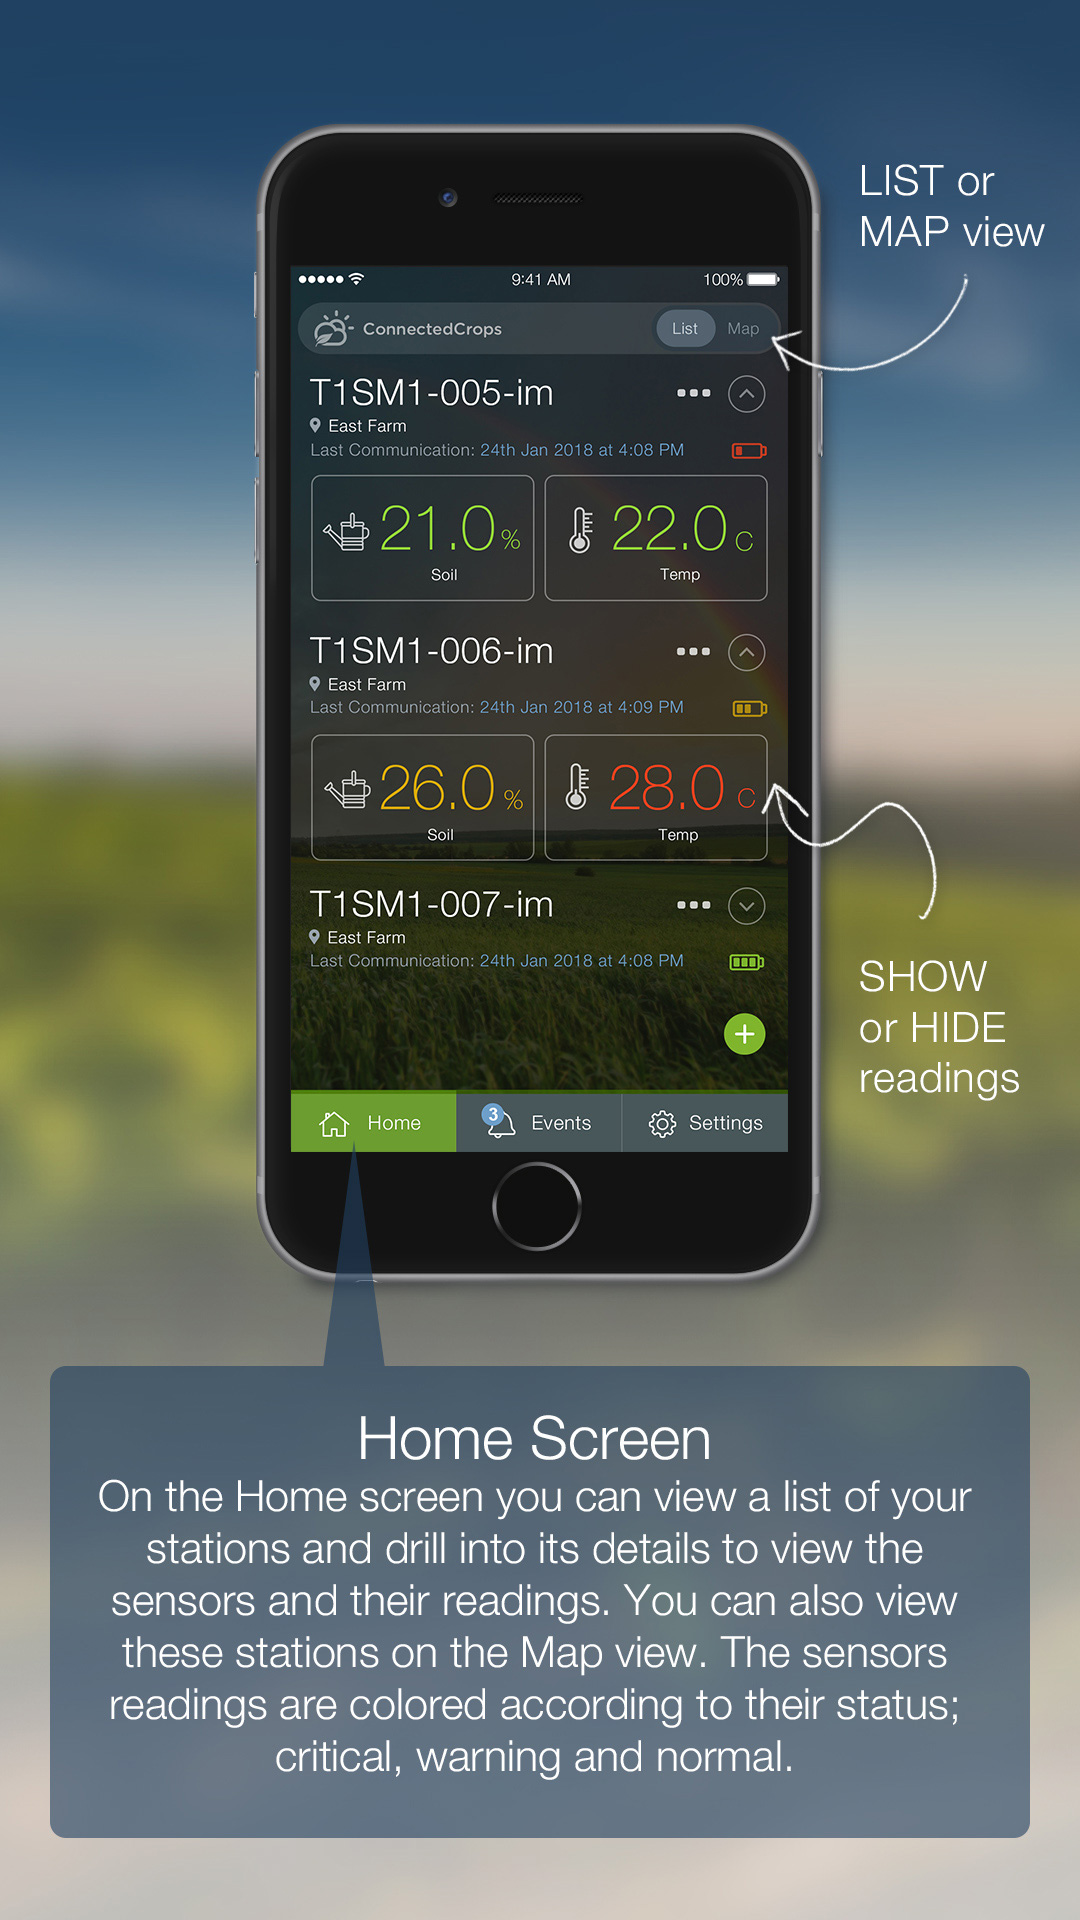 LIST or
MAP view
9:41 AM 100%
ConnectedCrops List Map
T1SM1-005-im
East Farm
Last Communication: 24th Jan 2018 at 4:08 PM
21.0% 22.0 C
Soil Temp
T1SM1-006-im
East Farm
Last Communication: 24th Jan 2018 at 4:09 PM
26.0% 28.0 C
Soil Temp
T1SM1-007-im
East Farm
Last Communication: 24th Jan 2018 at 4:08 PM
SHOW
or HIDE
readings
Home 3 Events Settings
Home Screen
On the Home screen you can view a list of your
stations and drill into its details to view the
sensors and their readings. You can also view
these stations on the Map view. The sensors
readings are colored according to their status;
critical, warning and normal.